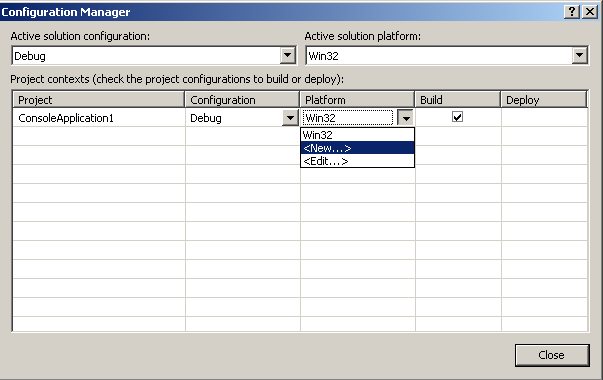 Configuration Manager
Active solution configuration: Active solution platform:
Debug Win32
Project contexts (check the project configurations to build or deploy):
Project Configuration Platform Build Deploy
ConsoleApplication1 Debug Win32
Win32
<New...>
<Edit...>
Close